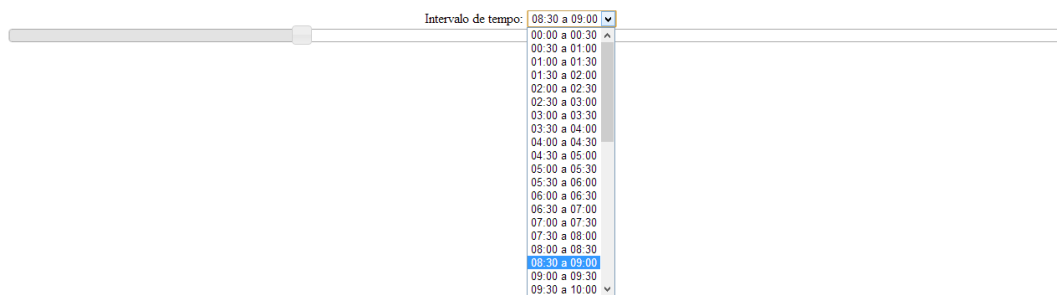 Intervalo de tempo: 08:30 a 09:00
00:00 a 00:30
00:30 a 01:00
01:00 a 01:30
01:30 a 02:00
02:00 a 02:30
02:30 a 03:00
03:00 a 03:30
03:30 a 04:00
04:00 a 04:30
04:30 a 05:00
05:00 a 05:30
05:30 a 06:00
06:00 a 06:30
06:30 a 07:00
07:00 a 07:30
07:30 a 08:00
08:00 a 08:30
08:30 a 09:00
09:00 a 09:30
09:30 a 10:00